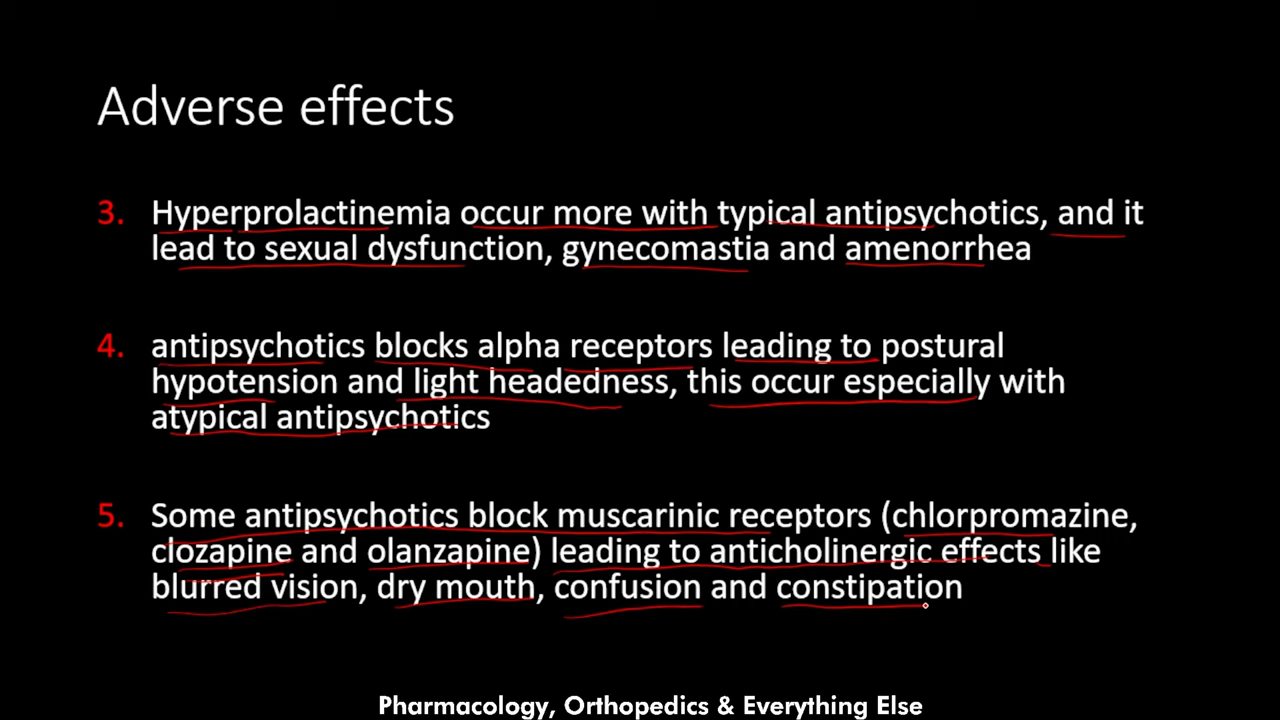 Adverse effects
3. Hyperprolactinemia occur more with typical antipsychotics, and it
lead to sexual dysfunction, gynecomastia and amenorrhea
4. antipsychotics blocks alpha receptors leading to postural
hypotension and light headedness, this occur especially with
atypical antipsychotics
5. Some antipsychotics block muscarinic receptors (chlorpromazine,
clozapine and olanzapine) leading to anticholinergic effects like
blurred vision, dry mouth, confusion and constipation
Pharmacology, Orthopedics & Everything Else